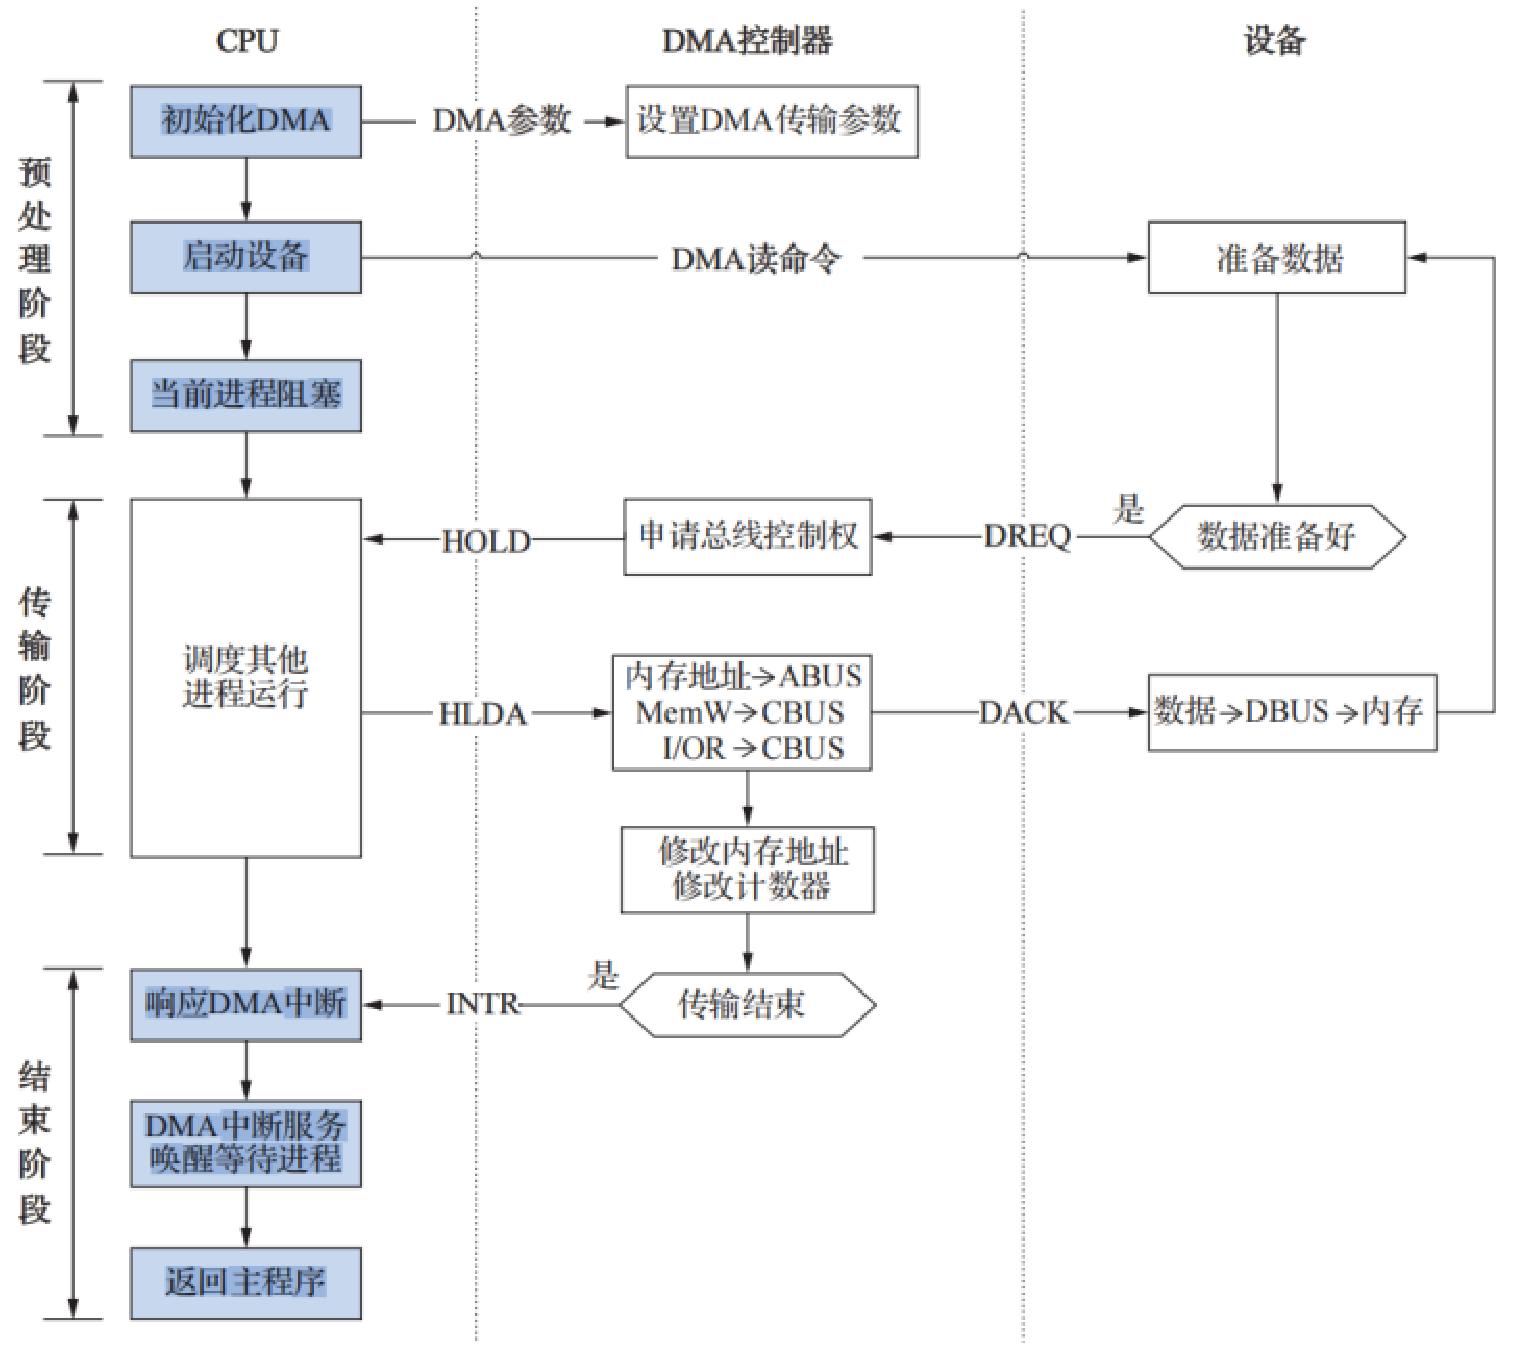 CPU
DMA控制器
设备
预处理阶段
初始化DMA
DMA参数
设置DMA传输参数
启动设备
DMA读命令
准备数据
当前进程阻塞
传输阶段
调度其他
进程运行
HOLD
申请总线控制权
DREQ
是
数据准备好
HLDA
内存地址→ABUS
MemW→CBUS
I/OR→CBUS
DACK
数据→DBUS→内存
修改内存地址
修改计数器
结束阶段
响应DMA中断
INTR
是
传输结束
DMA中断服务
唤醒等待进程
返回主程序